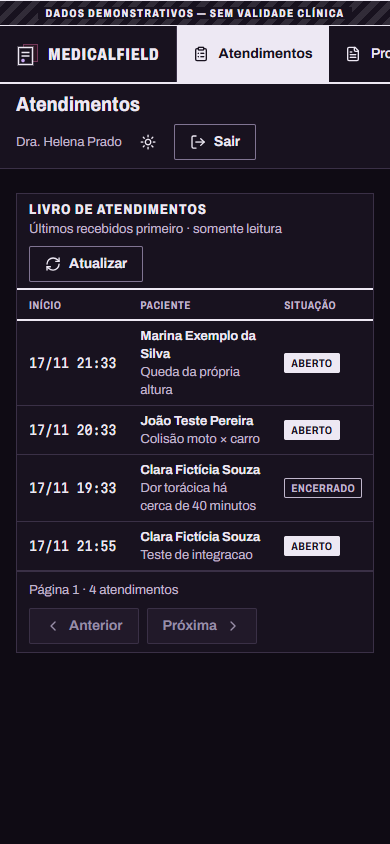 DADOS DEMONSTRATIVOS — SEM VALIDADE CLÍNICA
MEDICALFIELD
Atendimentos
Atendimentos
Dra. Helena Prado
Sair
LIVRO DE ATENDIMENTOS
Últimos recebidos primeiro · somente leitura
Atualizar
INÍCIO PACIENTE SITUAÇÃO
17/11 21:33 Marina Exemplo da
Silva
Queda da própria
altura
ABERTO
17/11 20:33 João Teste Pereira
Colisão moto × carro
ABERTO
17/11 19:33 Clara Fictícia Souza
Dor torácica há
cerca de 40 minutos
ENCERRADO
17/11 21:55 Clara Fictícia Souza
Teste de integracao
ABERTO
Página 1 · 4 atendimentos
Anterior Próxima